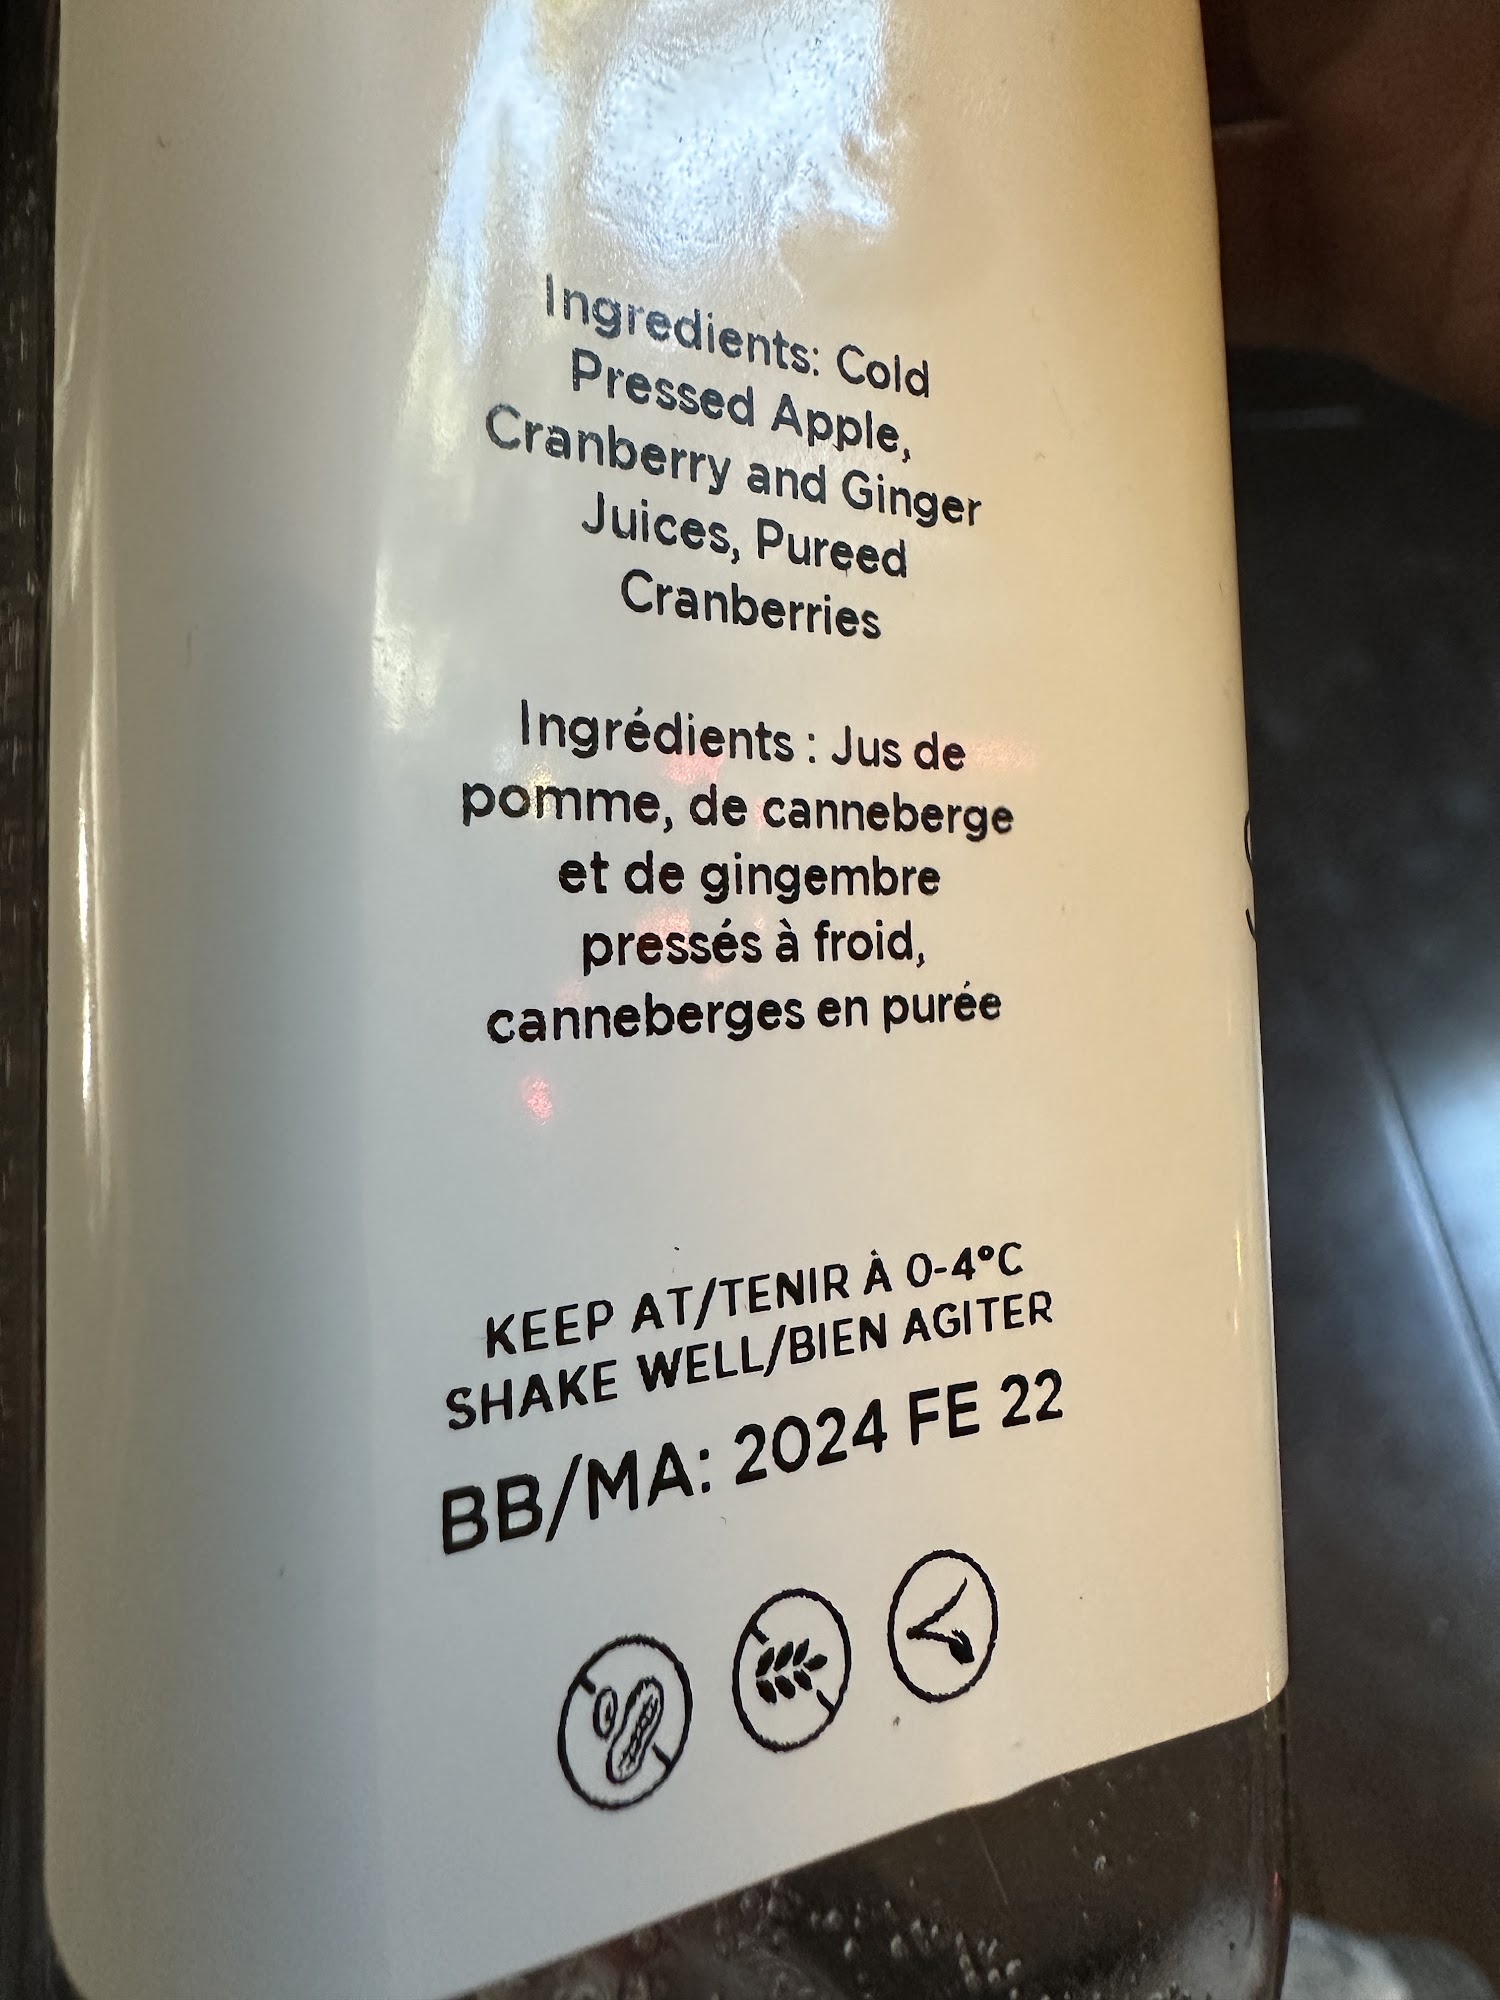 Ingredients: Cold
Pressed Apple,
Cranberry and Ginger
Juices, Pureed
Cranberries
Ingrédients : Jus de
pomme, de canneberge
et de gingembre
pressés à froid,
canneberges en purée
KEEP AT/TENIR À 0-4°C
SHAKE WELL/BIEN AGITER
BB/MA: 2024 FE 22